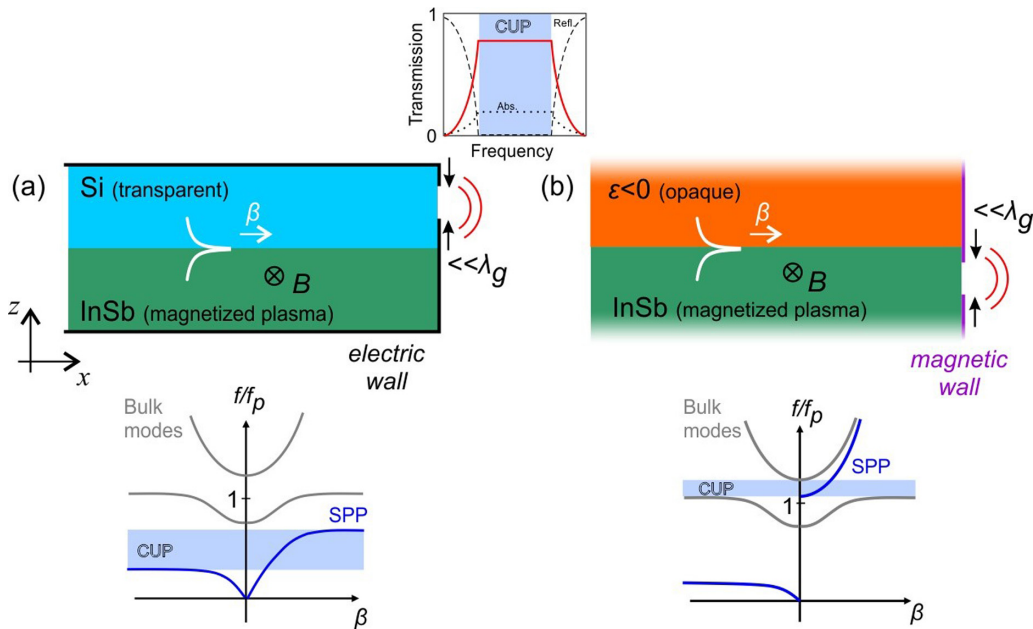 1
CUP
Refl.
Transmission
Abs.
0
Frequency
(a)
Si (transparent)
β
<<λg
⊗ B
InSb (magnetized plasma)
z
x
electric
wall
(b)
ε<0 (opaque)
β
<<λg
⊗ B
InSb (magnetized plasma)
magnetic
wall
Bulk
modes
f/fp
1
SPP
CUP
β
Bulk
modes
f/fp
SPP
CUP
1
β